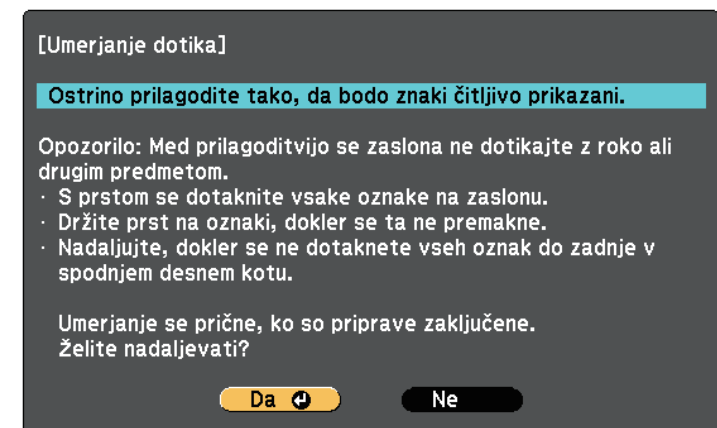 [Umerjanje dotika]
Ostrino prilagodite tako, da bodo znaki čitljivo prikazani.
Opozorilo: Med prilagoditvijo se zaslona ne dotikajte z roko ali
drugim predmetom.
· S prstom se dotaknite vsake oznake na zaslonu.
· Držite prst na oznaki, dokler se ta ne premakne.
· Nadaljujte, dokler se ne dotaknete vseh oznak do zadnje v
spodnjem desnem kotu.
Umerjanje se prične, ko so priprave zaključene.
Želite nadaljevati?
Da Ne